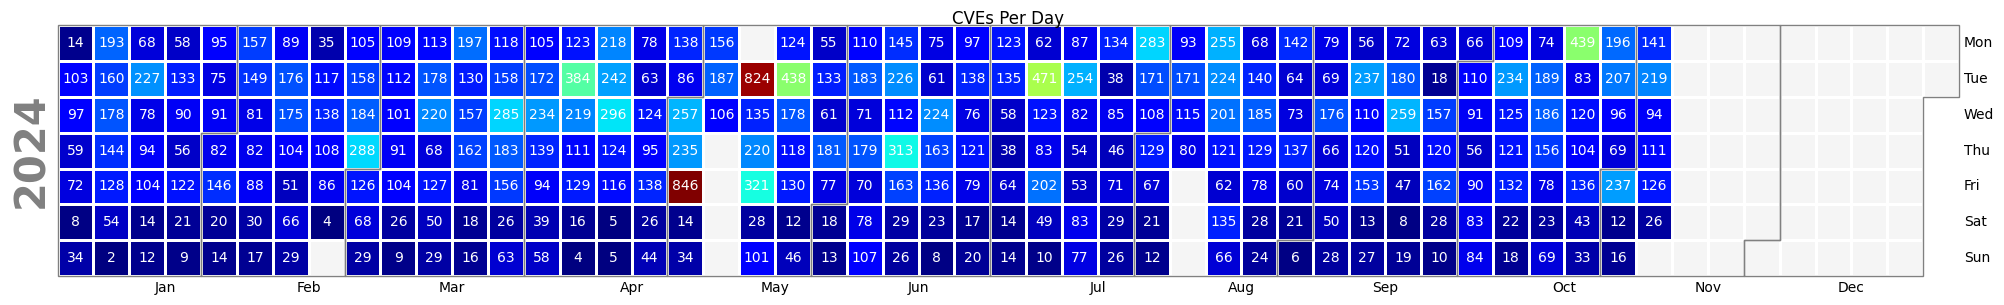 CVEs Per Day
14 193 68 58 95 157 89 35 105 109 113 197 118 105 123 218 78 138 156 124 55 110 145 75 97 123 62 87 134 283 93 255 68 142 79 56 72 63 66 109 74 439 196 141 Mon
103 160 227 133 75 149 176 117 158 112 178 130 158 172 384 242 63 86 187 824 438 133 183 226 61 138 135 471 254 38 171 171 224 140 64 69 237 180 18 110 234 189 83 207 219 Tue
97 178 78 90 91 81 175 138 184 101 220 157 285 234 219 296 124 257 106 135 178 61 71 112 224 76 58 123 82 85 108 115 201 185 73 176 110 259 157 91 125 186 120 96 94 Wed
59 144 94 56 82 82 104 108 288 91 68 162 183 139 111 124 95 235 220 118 181 179 313 163 121 38 83 54 46 129 80 121 129 137 66 120 51 120 56 121 156 104 69 111 Thu
72 128 104 122 146 88 51 86 126 104 127 81 156 94 129 116 138 846 321 130 77 70 163 136 79 64 202 53 71 67 62 78 60 74 153 47 162 90 132 78 136 237 126 Fri
8 54 14 21 20 30 66 4 68 26 50 18 26 39 16 5 26 14 28 12 18 78 29 23 17 14 49 83 29 21 135 28 21 50 13 8 28 83 22 23 43 12 26 Sat
34 2 12 9 14 17 29 29 9 29 16 63 58 4 5 44 34 101 46 13 107 26 8 20 14 10 77 26 12 66 24 6 28 27 19 10 84 18 69 33 16 Sun
Jan Feb Mar Apr May Jun Jul Aug Sep Oct Nov Dec
2024